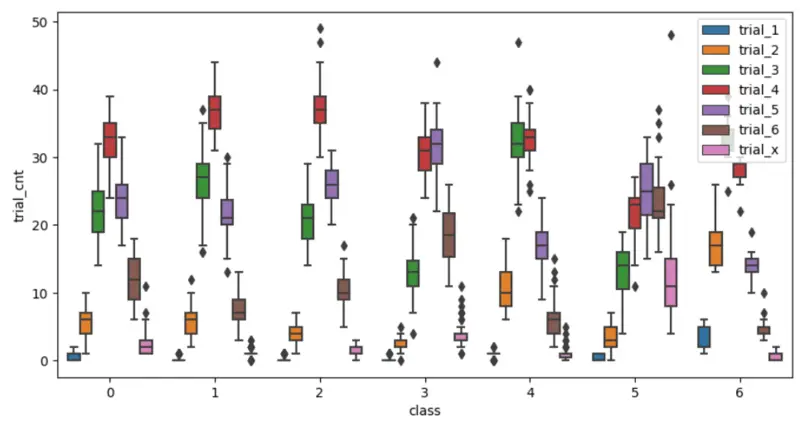 50
40
30
20
10
0
trial_cnt
trial_1
trial_2
trial_3
trial_4
trial_5
trial_6
trial_x
0 1 2 3 4 5 6
class